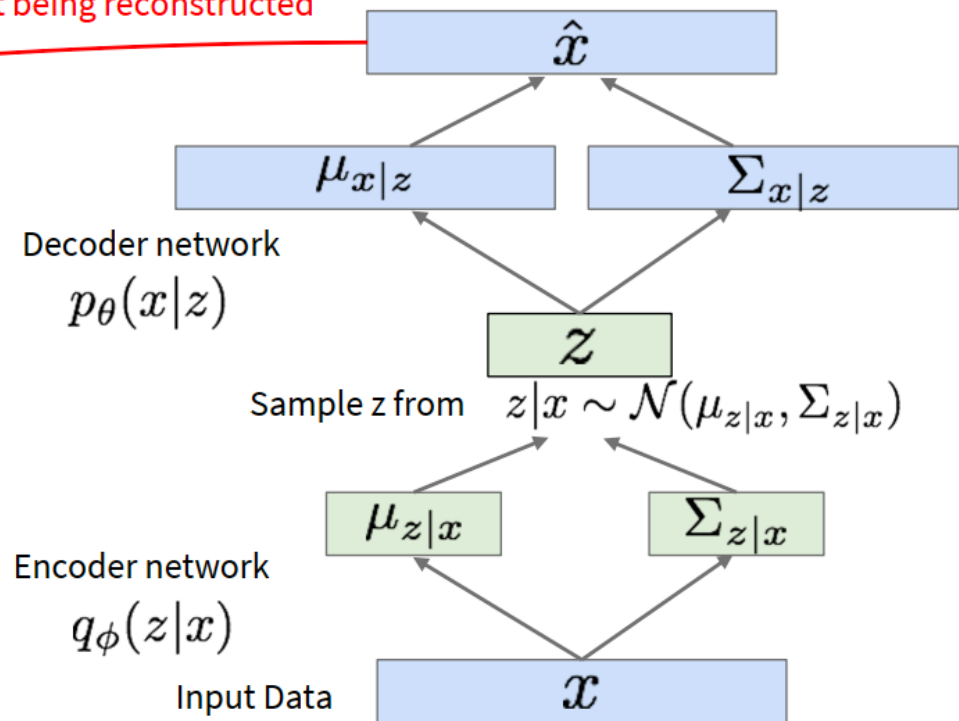 t being reconstructed
x̂
μ_{x|z}
Σ_{x|z}
Decoder network
p_θ(x|z)
z
Sample z from z|x ∼ 𝒩(μ_{z|x}, Σ_{z|x})
μ_{z|x}
Σ_{z|x}
Encoder network
q_ϕ(z|x)
Input Data
x